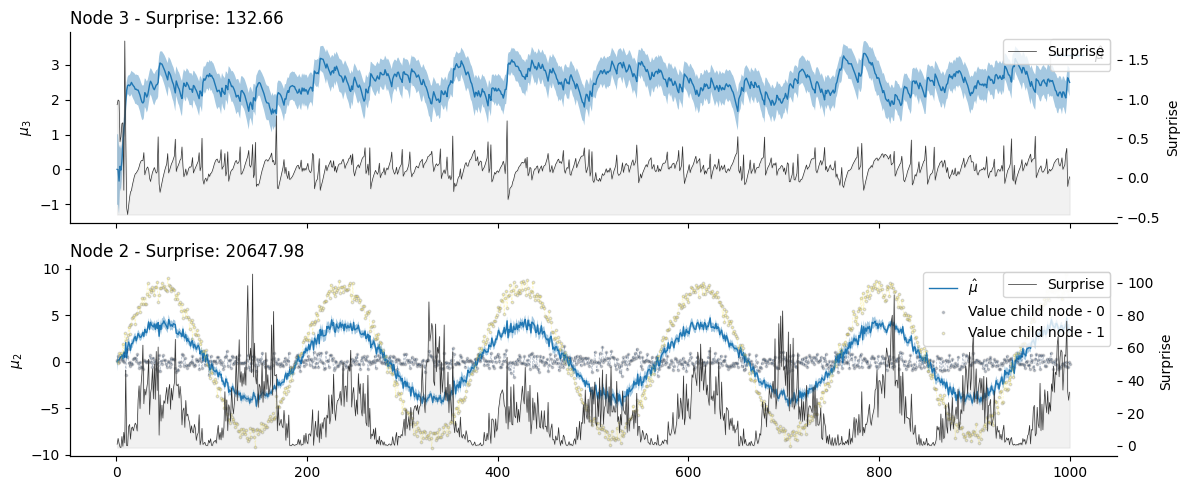 Node 3 - Surprise: 132.66
3
2
1
0
−1
μ₃
Surprise
1.5
1.0
0.5
0.0
−0.5
Surprise
Node 2 - Surprise: 20647.98
10
5
0
−5
−10
μ₂
μ̂
Value child node - 0
Value child node - 1
Surprise
100
80
60
40
20
0
Surprise
0
200
400
600
800
1000